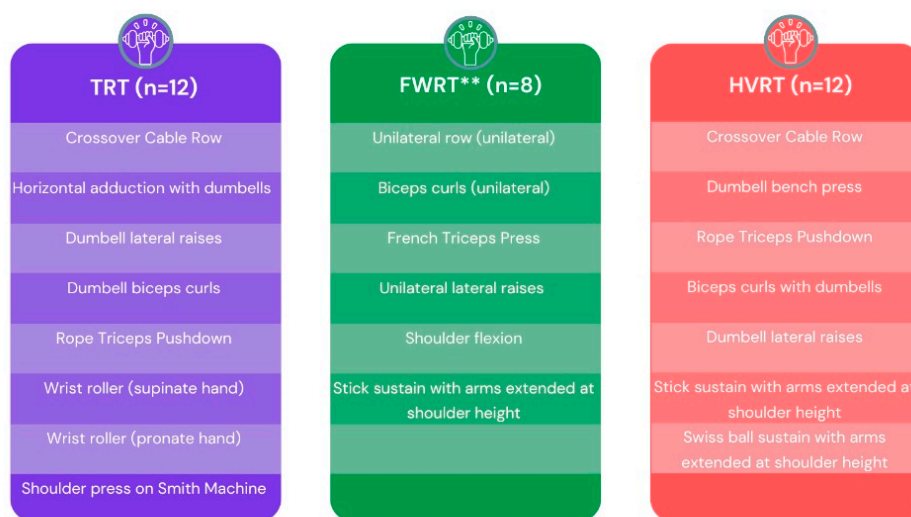 TRT (n=12)
Crossover Cable Row
Horizontal adduction with dumbells
Dumbell lateral raises
Dumbell biceps curls
Rope Triceps Pushdown
Wrist roller (supinate hand)
Wrist roller (pronate hand)
Shoulder press on Smith Machine
FWRT** (n=8)
Unilateral row (unilateral)
Biceps curls (unilateral)
French Triceps Press
Unilateral lateral raises
Shoulder flexion
Stick sustain with arms extended at
shoulder height
HVRT (n=12)
Crossover Cable Row
Dumbell bench press
Rope Triceps Pushdown
Biceps curls with dumbells
Dumbell lateral raises
Stick sustain with arms extended at
shoulder height
Swiss ball sustain with arms
extended at shoulder height